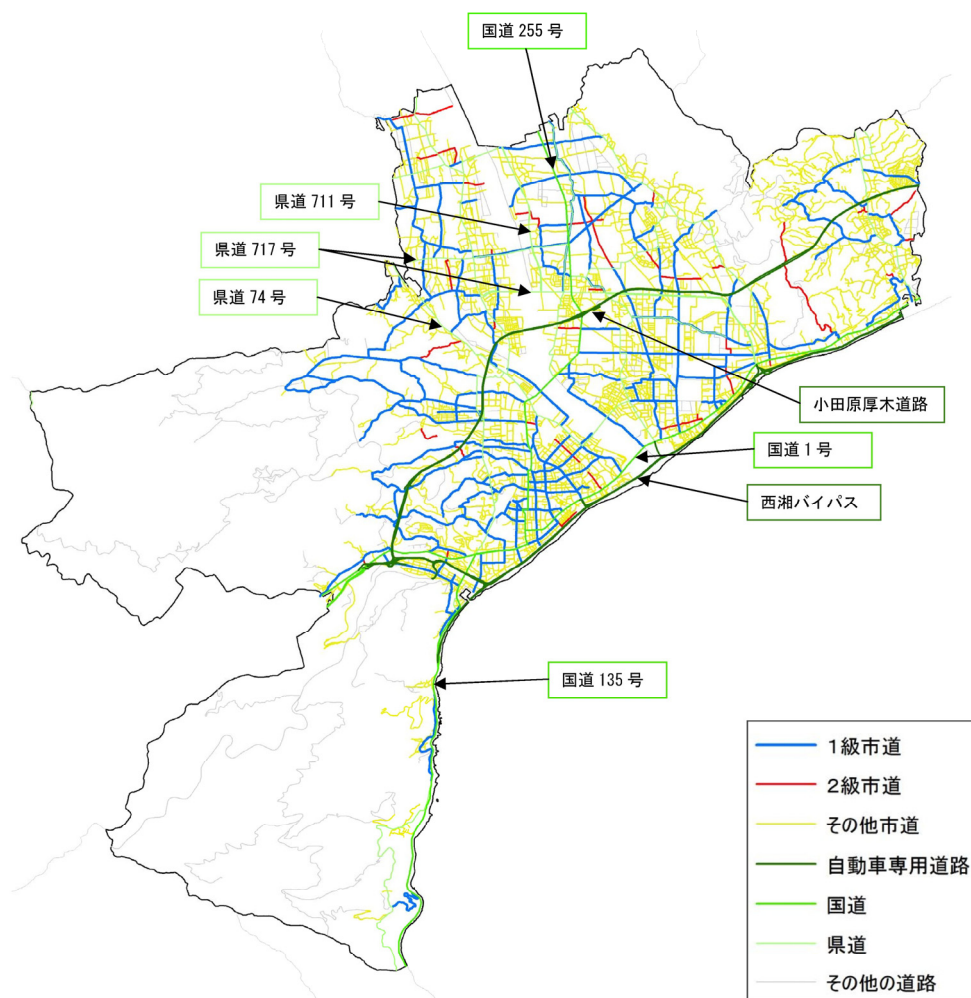 国道 255 号
県道 711 号
県道 717 号
県道 74 号
小田原厚木道路
国道 1 号
西湘バイパス
国道 135 号
1級市道
2級市道
その他市道
自動車専用道路
国道
県道
その他の道路